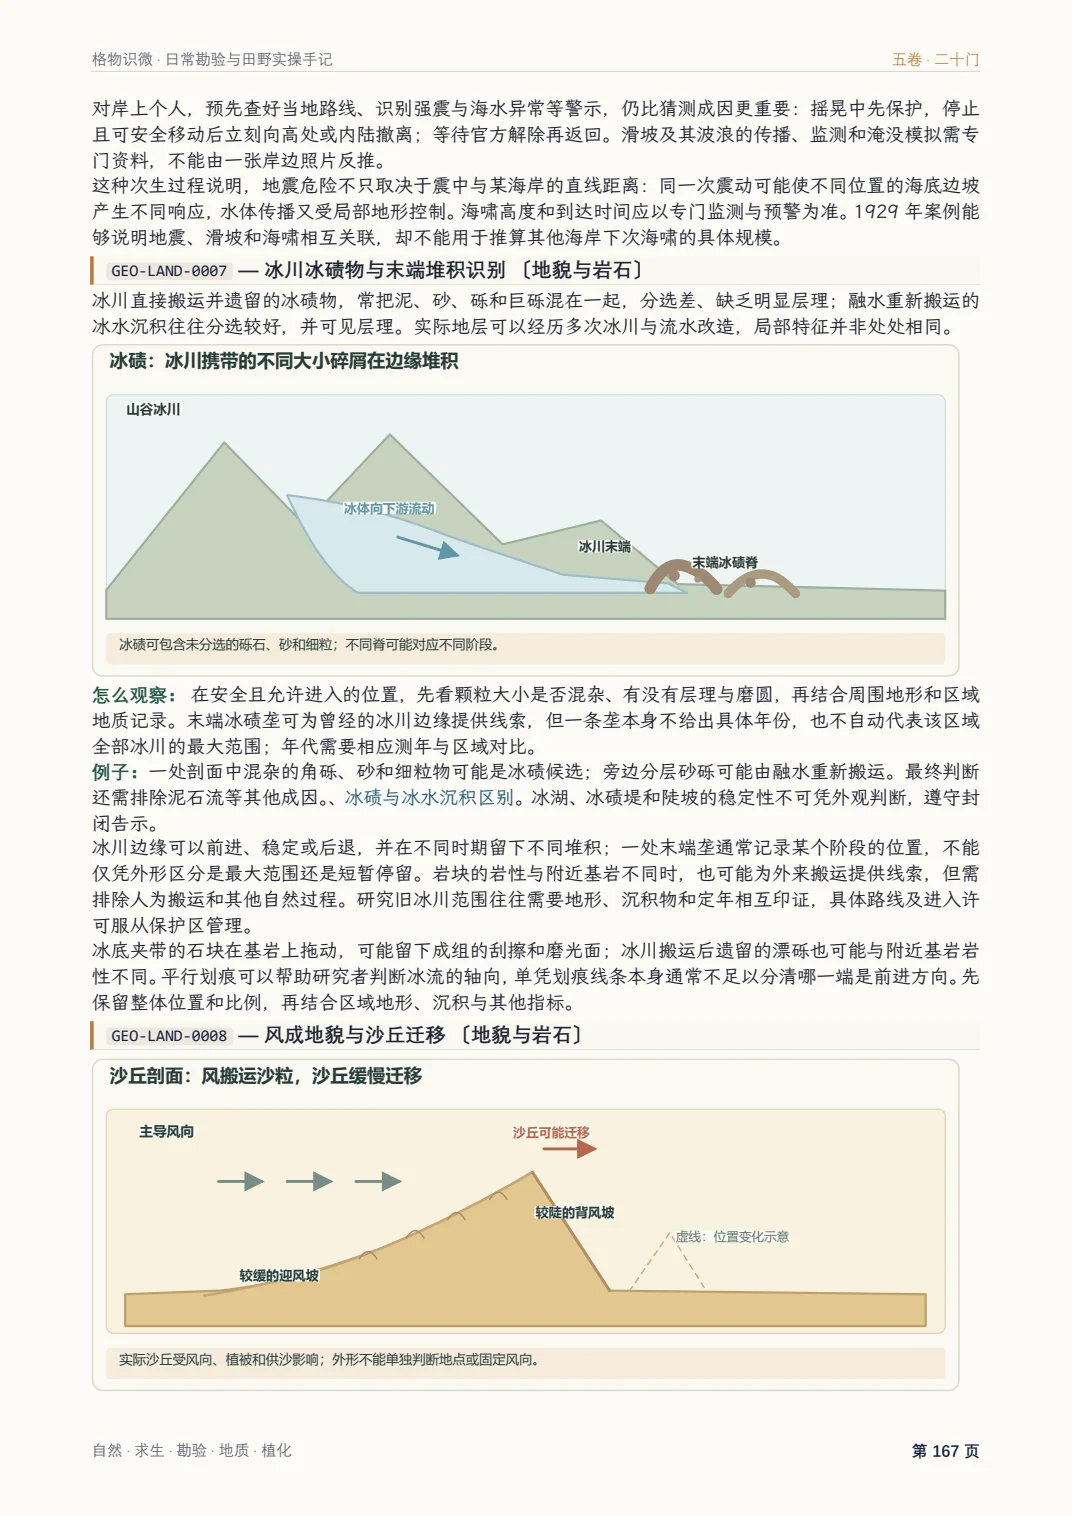 格物识微 · 日常勘验与田野实操手记
五卷 · 二十门
对岸上个人，预先查好当地路线、识别强震与海水异常等警示，仍比猜测成因更重要：摇晃中先保护，停止
且可安全移动后立刻向高处或内陆撤离；等待官方解除再返回。滑坡及其波浪的传播、监测和淹没模拟需专
门资料，不能由一张岸边照片反推。
这种次生过程说明，地震危险不只取决于震中与某海岸的直线距离：同一次震动可能使不同位置的海底边坡
产生不同响应，水体传播又受局部地形控制。海啸高度和到达时间应以专门监测与预警为准。1929 年案例能
够说明地震、滑坡和海啸相互关联，却不能用于推算其他海岸下次海啸的具体规模。
GEO-LAND-0007 — 冰川冰碛物与末端堆积识别 〔地貌与岩石〕
冰川直接搬运并遗留的冰碛物，常把泥、砂、砾和巨砾混在一起，分选差、缺乏明显层理；融水重新搬运的
冰水沉积往往分选较好，并可见层理。实际地层可以经历多次冰川与流水改造，局部特征并非处处相同。
冰碛：冰川携带的不同大小碎屑在边缘堆积
山谷冰川
冰体向下游流动
冰川末端
末端冰碛脊
冰碛可包含未分选的砾石、砂和细粒；不同脊可能对应不同阶段。
怎么观察： 在安全且允许进入的位置，先看颗粒大小是否混杂、有没有层理与磨圆，再结合周围地形和区域
地质记录。末端冰碛垄可为曾经的冰川边缘提供线索，但一条垄本身不给出具体年份，也不自动代表该区域
全部冰川的最大范围；年代需要相应测年与区域对比。
例子：一处剖面中混杂的角砾、砂和细粒物可能是冰碛候选；旁边分层砂砾可能由融水重新搬运。最终判断
还需排除泥石流等其他成因。、冰碛与冰水沉积区别。冰湖、冰碛堤和陡坡的稳定性不可凭外观判断，遵守封
闭告示。
冰川边缘可以前进、稳定或后退，并在不同时期留下不同堆积；一处末端垄通常记录某个阶段的位置，不能
仅凭外形区分是最大范围还是短暂停留。岩块的岩性与附近基岩不同时，也可能为外来搬运提供线索，但需
排除人为搬运和其他自然过程。研究旧冰川范围往往需要地形、沉积物和定年相互印证，具体路线及进入许
可服从保护区管理。
冰底夹带的石块在基岩上拖动，可能留下成组的刮擦和磨光面；冰川搬运后遗留的漂砾也可能与附近基岩岩
性不同。平行划痕可以帮助研究者判断冰流的轴向，单凭划痕线条本身通常不足以分清哪一端是前进方向。先
保留整体位置和比例，再结合区域地形、沉积与其他指标。
GEO-LAND-0008 — 风成地貌与沙丘迁移 〔地貌与岩石〕
沙丘剖面：风搬运沙粒，沙丘缓慢迁移
主导风向
沙丘可能迁移
较陡的背风坡
虚线：位置变化示意
较缓的迎风坡
实际沙丘受风向、植被和供沙影响；外形不能单独判断地点或固定风向。
自然 · 求生 · 勘验 · 地质 · 植化
第 167 页